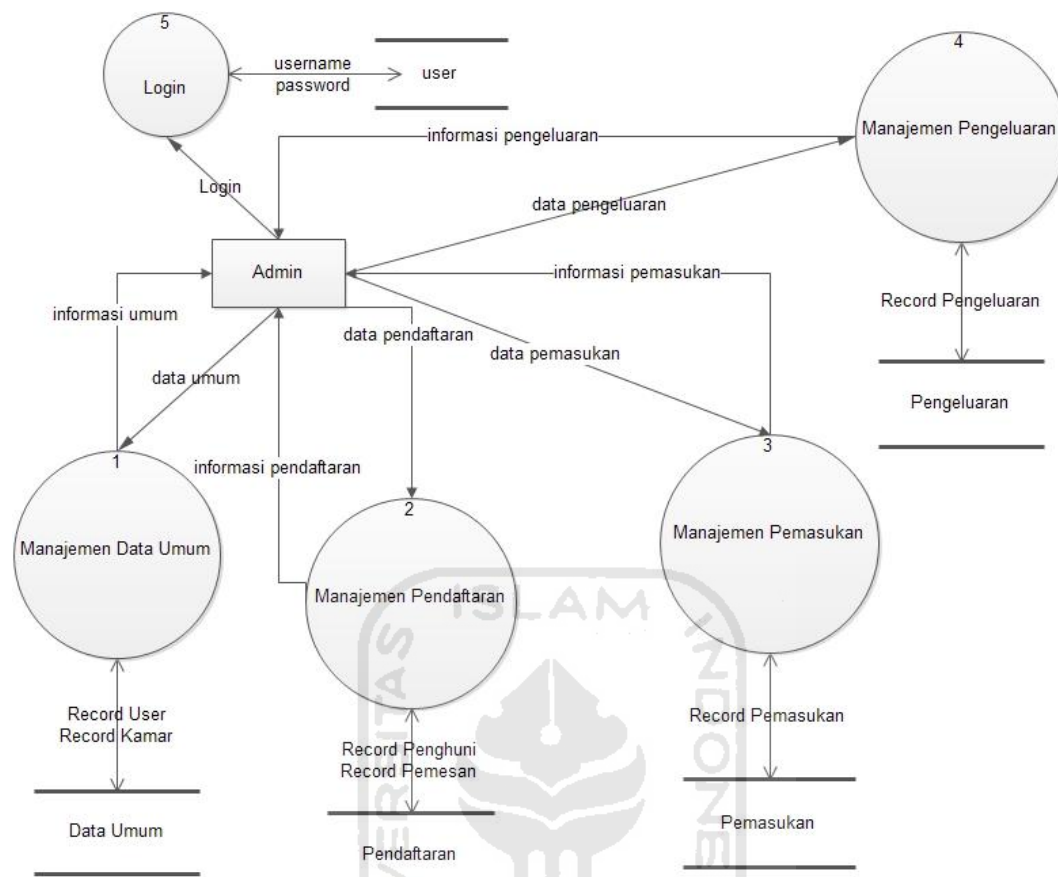 5
Login
username
password
user
4
Manajemen Pengeluaran
informasi pengeluaran
Login
data pengeluaran
Admin
informasi pemasukan
informasi umum
data pendaftaran
Record Pengeluaran
data umum
data pemasukan
Pengeluaran
1
Manajemen Data Umum
informasi pendaftaran
2
Manajemen Pendaftaran
3
Manajemen Pemasukan
Record User
Record Kamar
Record Penghuni
Record Pemesan
Record Pemasukan
Data Umum
Pendaftaran
Pemasukan
ISLAM